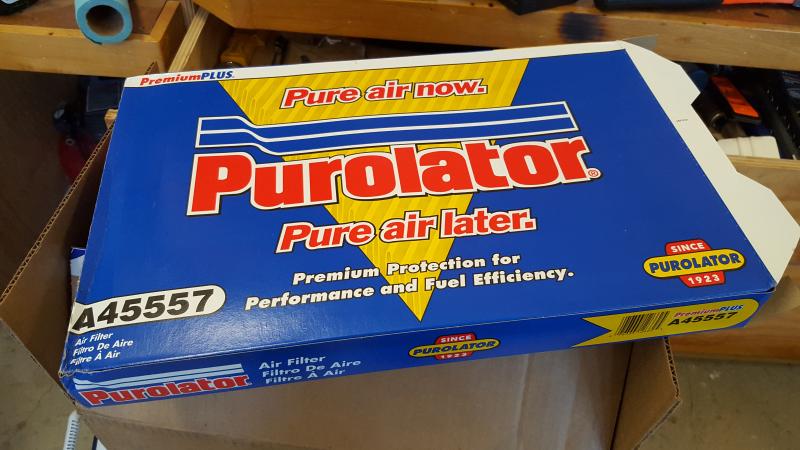 PremiumPLUS.
Pure air now.
Purolator®
Pure air later.
Premium Protection for
Performance and Fuel Efficiency.
SINCE
PUROLATOR
1923
A45557
Air Filter
Filtro De Aire
Filtre À Air
Purolator
Air Filter
Filtro De Aire
Filtre À Air
SINCE
PUROLATOR
1923
PremiumPLUS
A45557